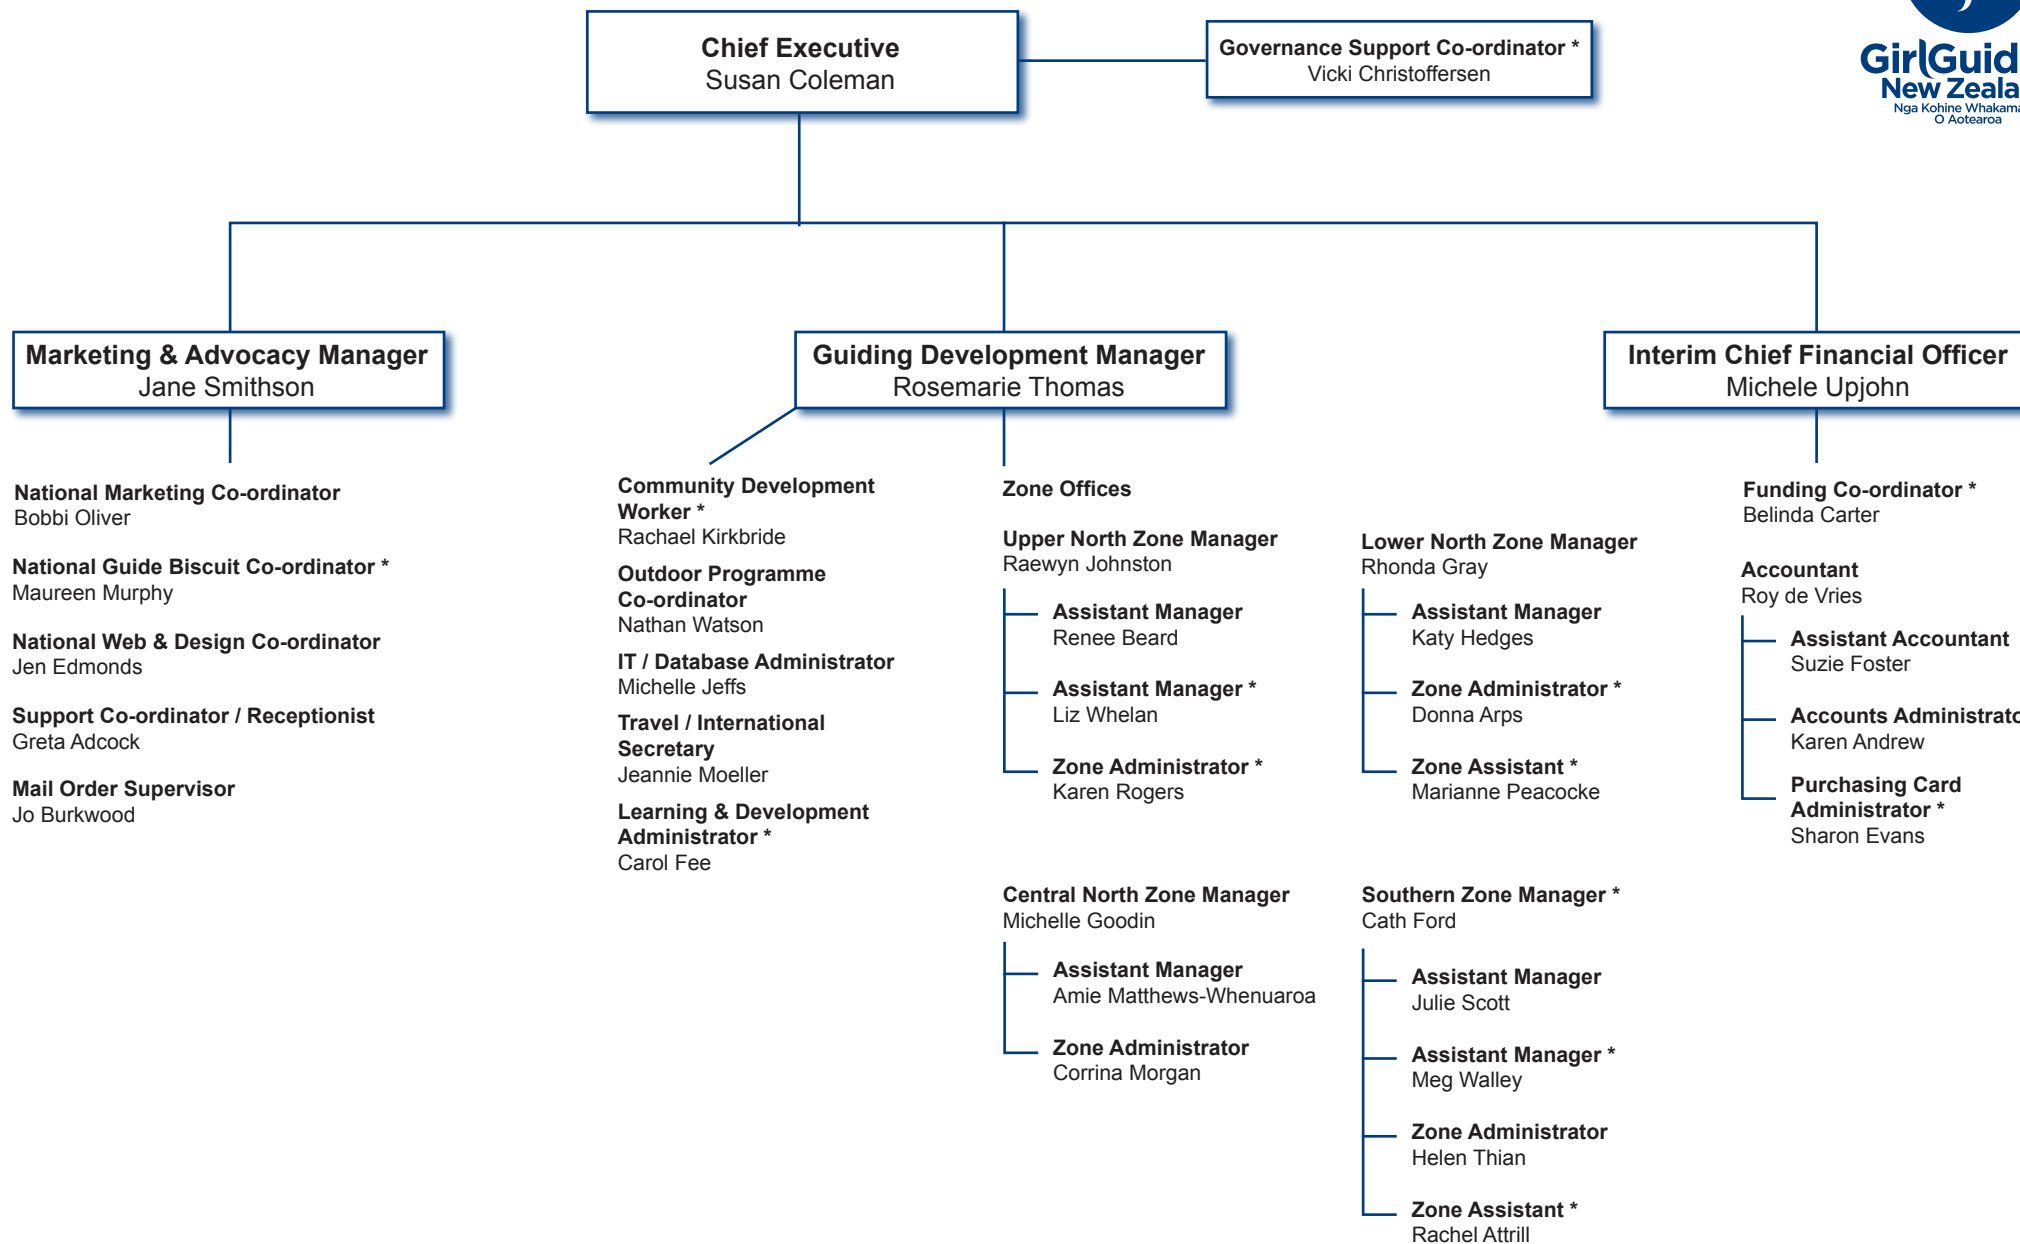 Chief Executive
Susan Coleman
Governance Support Co-ordinator *
Vicki Christoffersen
GirlGuid
New Zeala
Nga Kohine Whakama
O Aotearoa
Marketing & Advocacy Manager
Jane Smithson
Guiding Development Manager
Rosemarie Thomas
Interim Chief Financial Officer
Michele Upjohn
National Marketing Co-ordinator
Bobbi Oliver
National Guide Biscuit Co-ordinator *
Maureen Murphy
National Web & Design Co-ordinator
Jen Edmonds
Support Co-ordinator / Receptionist
Greta Adcock
Mail Order Supervisor
Jo Burkwood
Community Development
Worker *
Rachael Kirkbride
Outdoor Programme
Co-ordinator
Nathan Watson
IT / Database Administrator
Michelle Jeffs
Travel / International
Secretary
Jeannie Moeller
Learning & Development
Administrator *
Carol Fee
Zone Offices
Upper North Zone Manager
Raewyn Johnston
Assistant Manager
Renee Beard
Assistant Manager *
Liz Whelan
Zone Administrator *
Karen Rogers
Lower North Zone Manager
Rhonda Gray
Assistant Manager
Katy Hedges
Zone Administrator *
Donna Arps
Zone Assistant *
Marianne Peacocke
Central North Zone Manager
Michelle Goodin
Assistant Manager
Amie Matthews-Whenuaroa
Zone Administrator
Corrina Morgan
Southern Zone Manager *
Cath Ford
Assistant Manager
Julie Scott
Assistant Manager *
Meg Walley
Zone Administrator
Helen Thian
Zone Assistant *
Rachel Attrill
Funding Co-ordinator *
Belinda Carter
Accountant
Roy de Vries
Assistant Accountant
Suzie Foster
Accounts Administrato
Karen Andrew
Purchasing Card
Administrator *
Sharon Evans